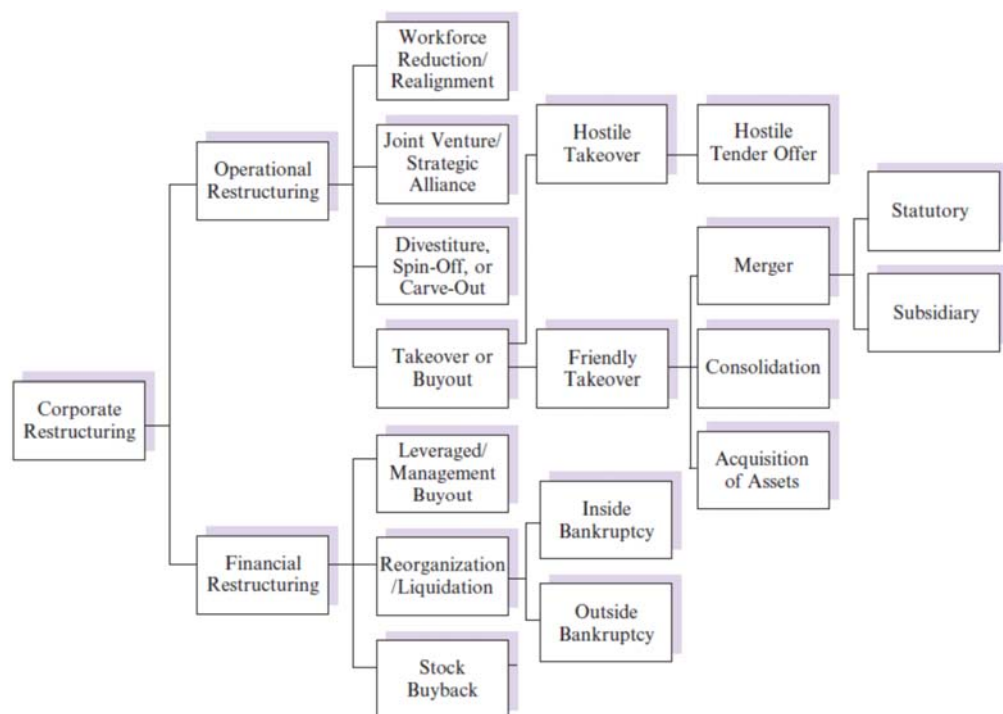 Workforce
Reduction/
Realignment
Joint Venture/
Strategic
Alliance
Divestiture,
Spin-Off, or
Carve-Out
Takeover or
Buyout
Operational
Restructuring
Hostile
Takeover
Hostile
Tender Offer
Friendly
Takeover
Merger
Statutory
Subsidiary
Consolidation
Acquisition
of Assets
Corporate
Restructuring
Financial
Restructuring
Leveraged/
Management
Buyout
Reorganization
/Liquidation
Inside
Bankruptcy
Outside
Bankruptcy
Stock
Buyback